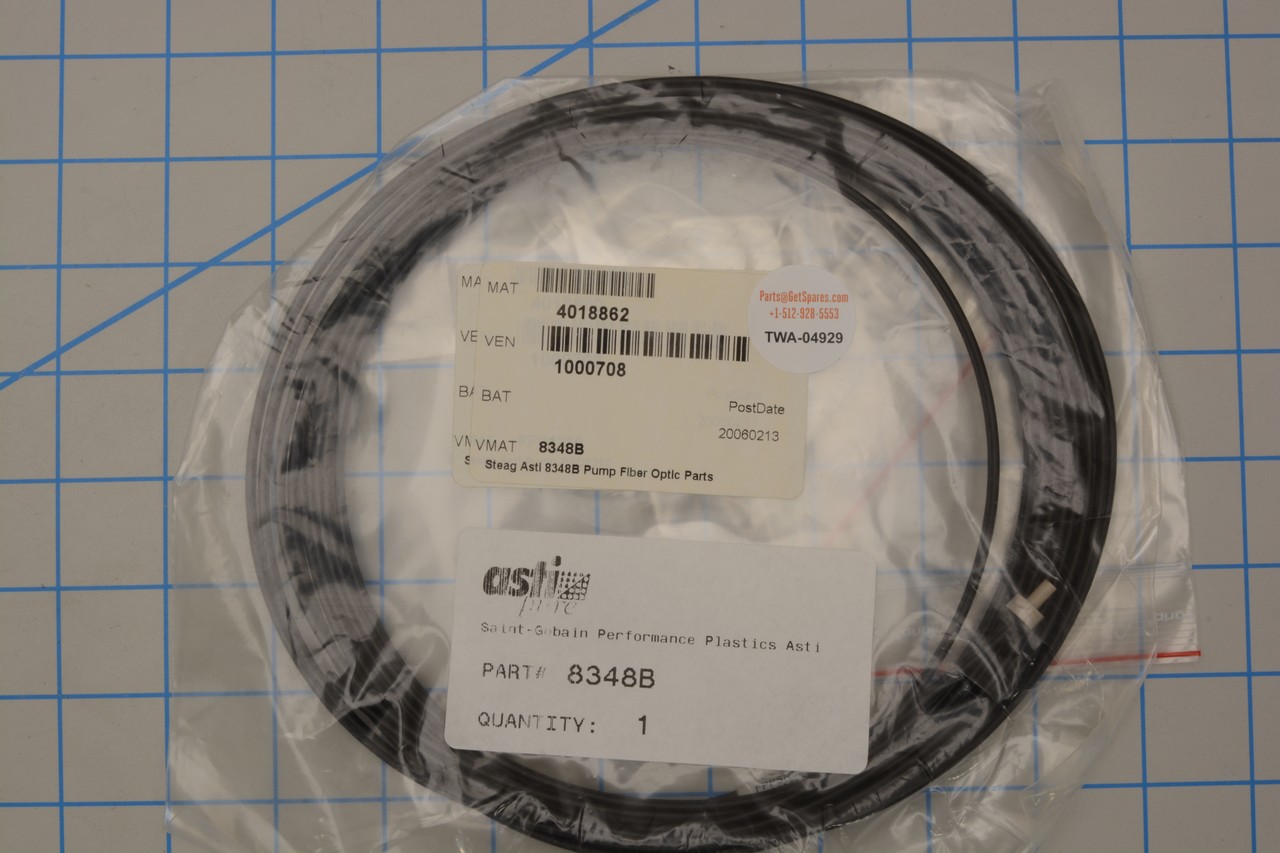 MA
MAT
4018862
VE
VEN
1000708
BA
BAT
PostDate
20060213
VM
VMAT 8348B
S
Steag Asti 8348B Pump Fiber Optic Parts
Parts@GetSpares.com
+1-512-928-5553
TWA-04929
asti
pure
Saint-Gobain Performance Plastics Asti
PART# 8348B
QUANTITY: 1